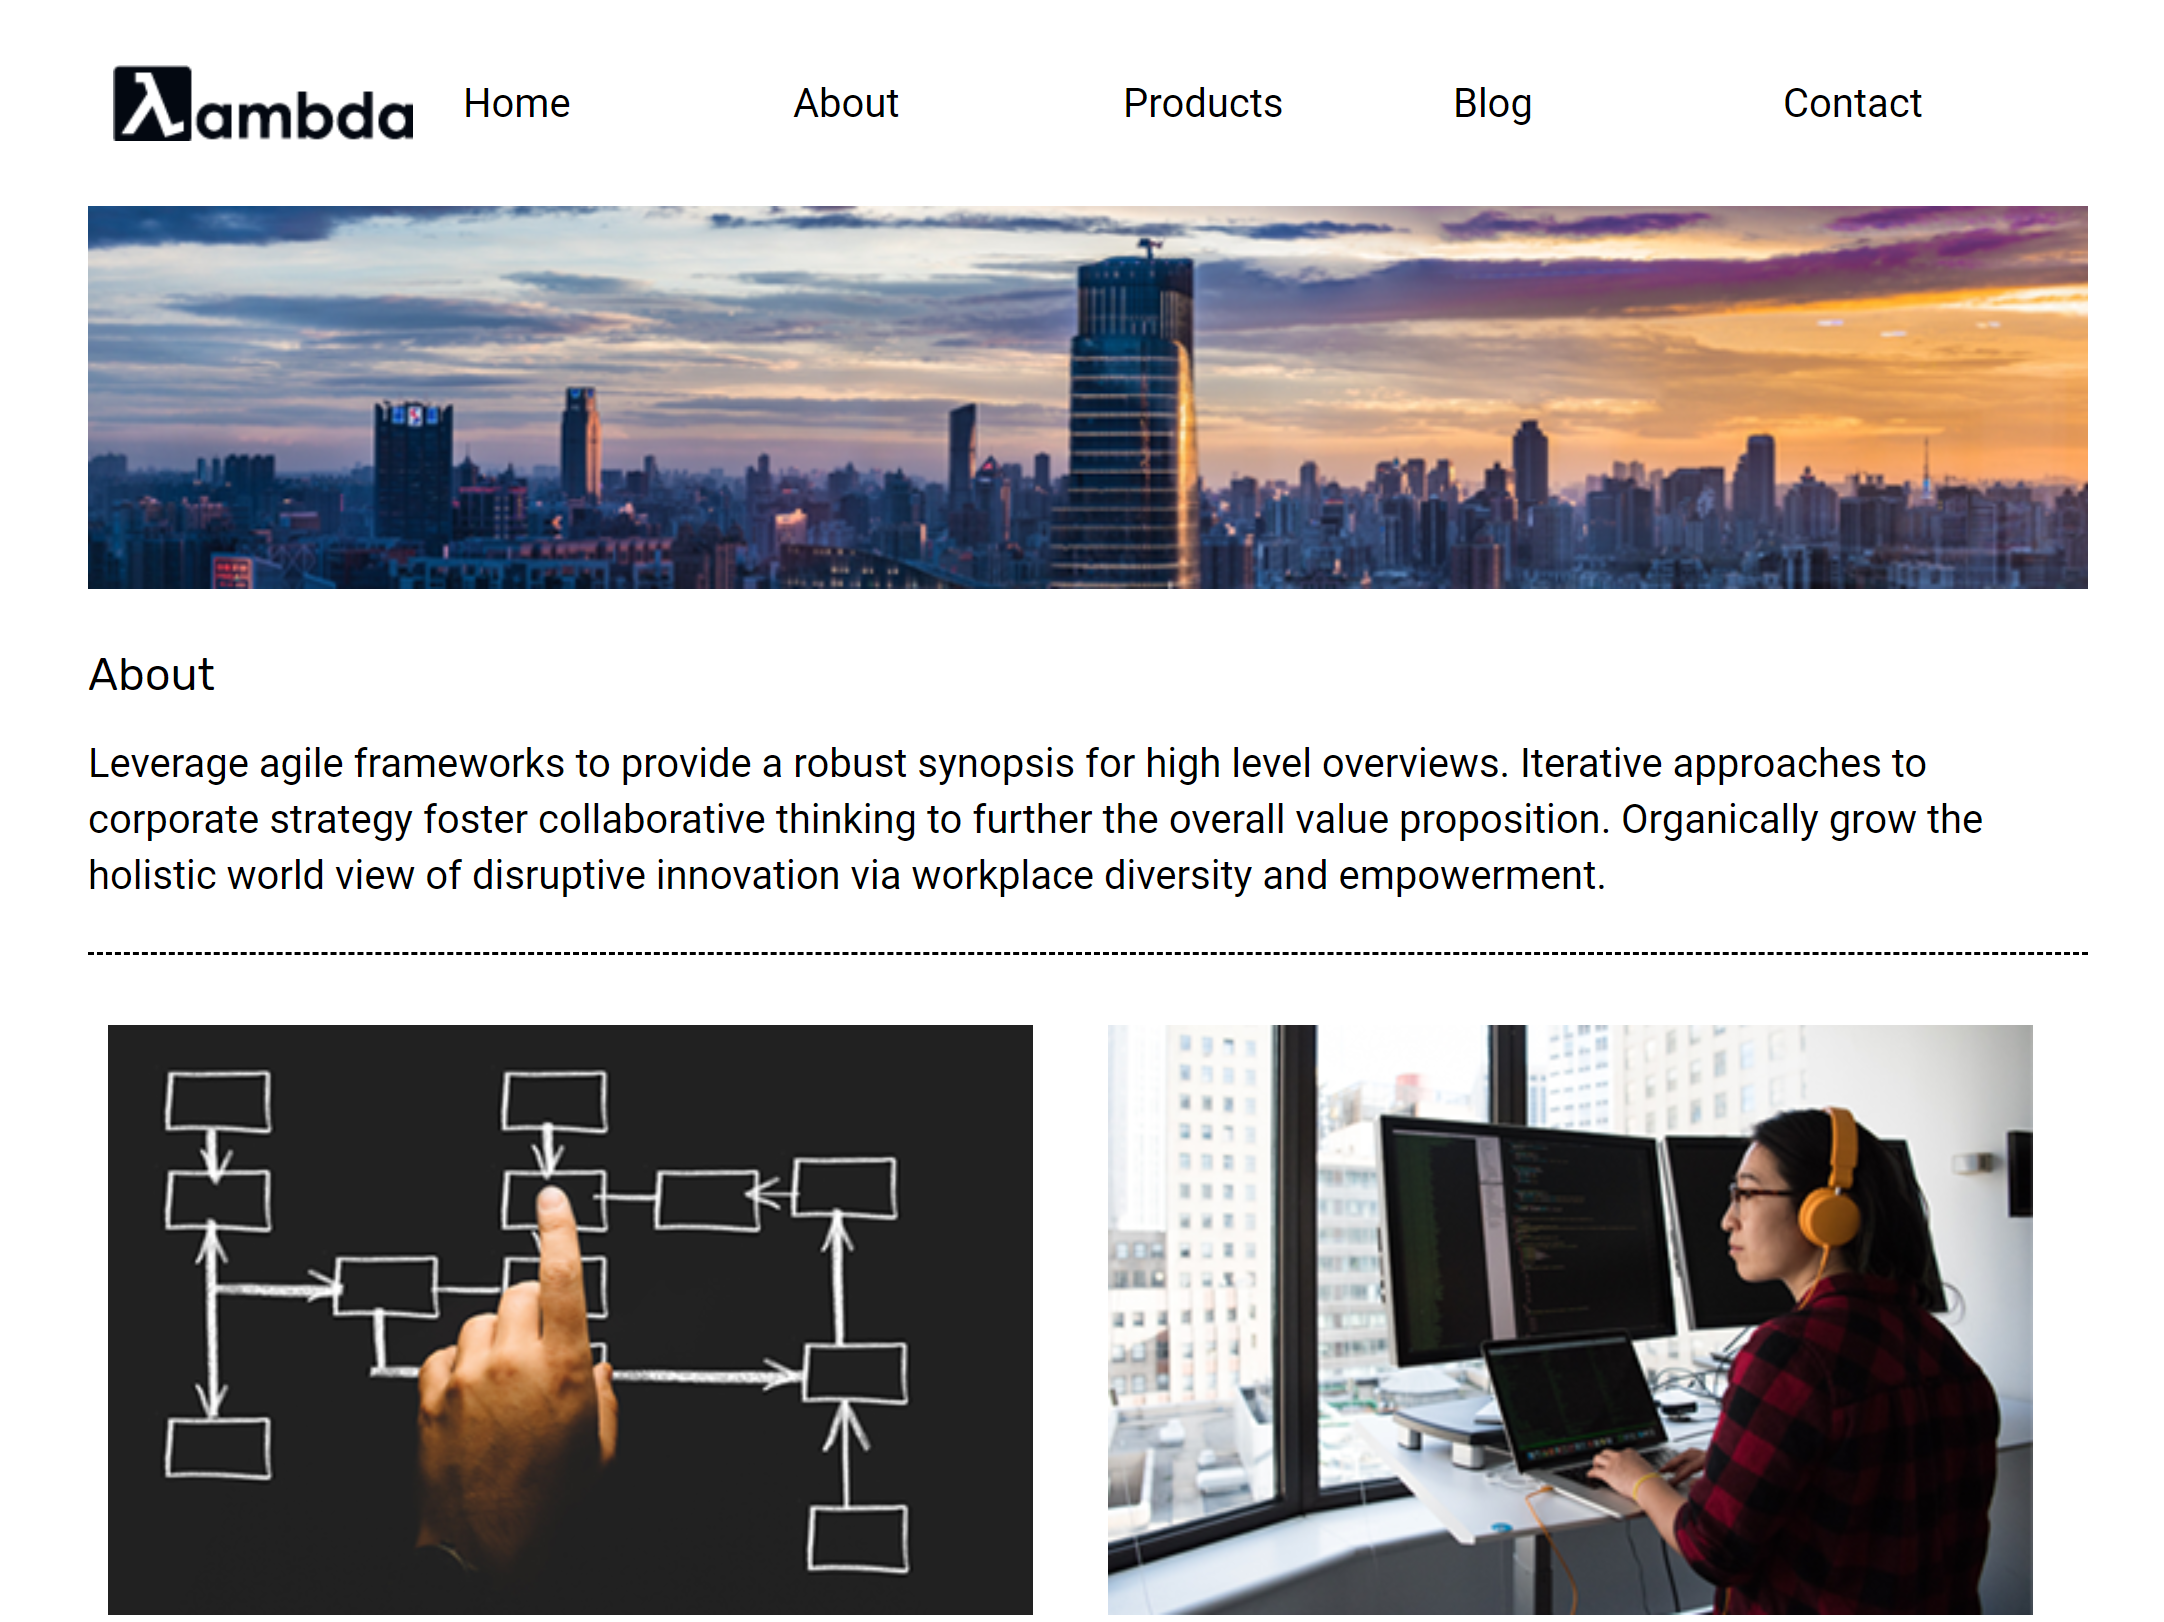 λambda
Home About Products Blog Contact
About
Leverage agile frameworks to provide a robust synopsis for high level overviews. Iterative approaches to
corporate strategy foster collaborative thinking to further the overall value proposition. Organically grow the
holistic world view of disruptive innovation via workplace diversity and empowerment.